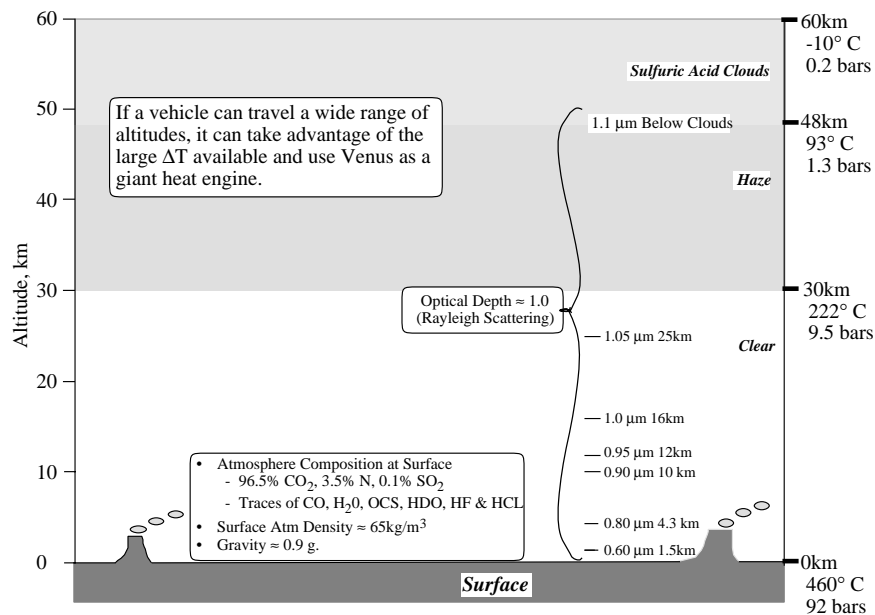 60
50
40
30
20
10
0
Altitude, km
If a vehicle can travel a wide range of
altitudes, it can take advantage of the
large ΔT available and use Venus as a
giant heat engine.
Sulfuric Acid Clouds
1.1 µm Below Clouds
Haze
Optical Depth ≈ 1.0
(Rayleigh Scattering)
1.05 µm 25km
Clear
1.0 µm 16km
0.95 µm 12km
0.90 µm 10 km
0.80 µm 4.3 km
0.60 µm 1.5km
• Atmosphere Composition at Surface
- 96.5% CO₂, 3.5% N, 0.1% SO₂
- Traces of CO, H₂0, OCS, HDO, HF & HCL
• Surface Atm Density ≈ 65kg/m³
• Gravity ≈ 0.9 g.
Surface
60km
-10° C
0.2 bars
48km
93° C
1.3 bars
30km
222° C
9.5 bars
0km
460° C
92 bars